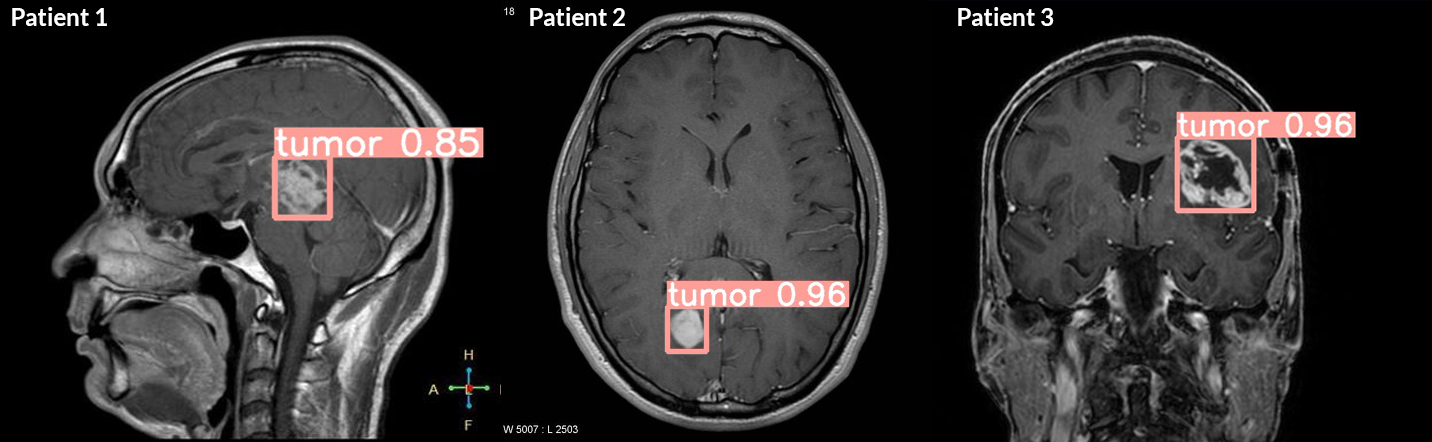 Patient 1
tumor 0.85
H
A
F
18
Patient 2
tumor 0.96
W 5007 : L 2503
Patient 3
tumor 0.96